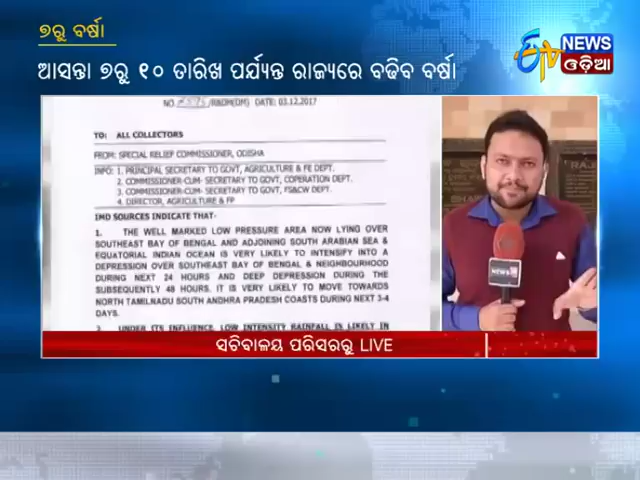 ୭ରୁ ବର୍ଷା
ଆସନ୍ତା ୭ରୁ ୧୦ ତାରିଖ ପର୍ଯ୍ୟନ୍ତ ରାଜ୍ୟରେ ବଢିବ ବର୍ଷା
ETV NEWS
ଓଡ଼ିଆ
/R&DM(DM) DATE: 03.12.2017
TO: ALL COLLECTORS
FROM: SPECIAL RELIEF COMMISSIONER, ODISHA
INFO: 1. PRINCIPAL SECRETARY TO GOVT, AGRICULTURE & FE DEPT.
2. COMMISSIONER-CUM- SECRETARY TO GOVT, COPERATION DEPT.
3. COMMISSIONER-CUM- SECRETARY TO GOVT, FS&CW DEPT.
4. DIRECTOR, AGRICULTURE & FP
IMD SOURCES INDICATE THAT-
1. THE WELL MARKED LOW PRESSURE AREA NOW LYING OVER
SOUTHEAST BAY OF BENGAL AND ADJOINING SOUTH ARABIAN SEA &
EQUATORIAL INDIAN OCEAN IS VERY LIKELY TO INTENSIFY INTO A
DEPRESSION OVER SOUTHEAST BAY OF BENGAL & NEIGHBOURHOOD
DURING NEXT 24 HOURS AND DEEP DEPRESSION DURING THE
SUBSEQUENTLY 48 HOURS. IT IS VERY LIKELY TO MOVE TOWARDS
NORTH TAMILNADU SOUTH ANDHRA PRADESH COASTS DURING NEXT 3-4
DAYS.
2. UNDER ITS INFLUENCE, LOW INTENSITY RAINFALL IS LIKELY IN
NEWS
ସଚିବାଳୟ ପରିସରରୁ LIVE